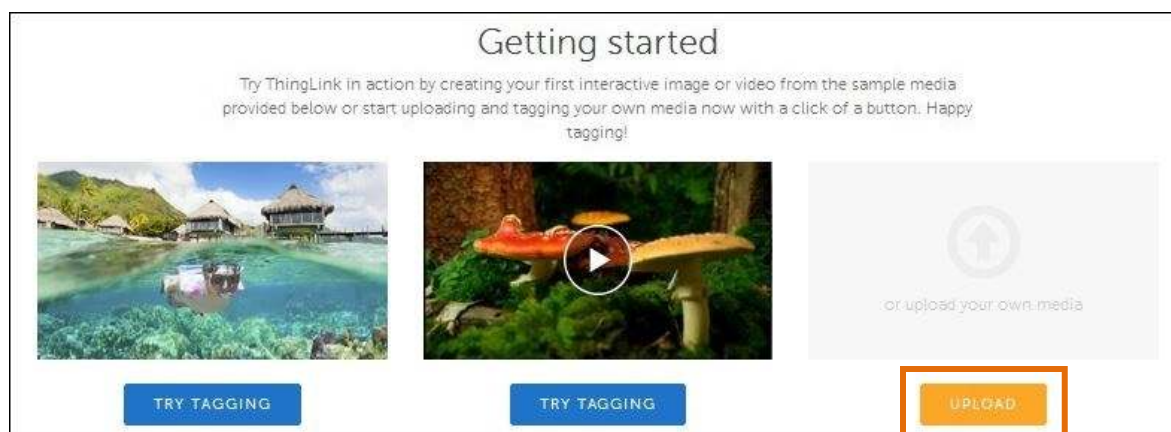 Getting started
Try ThingLink in action by creating your first interactive image or video from the sample media
provided below or start uploading and tagging your own media now with a click of a button. Happy
tagging!
or upload your own media
TRY TAGGING
TRY TAGGING
UPLOAD